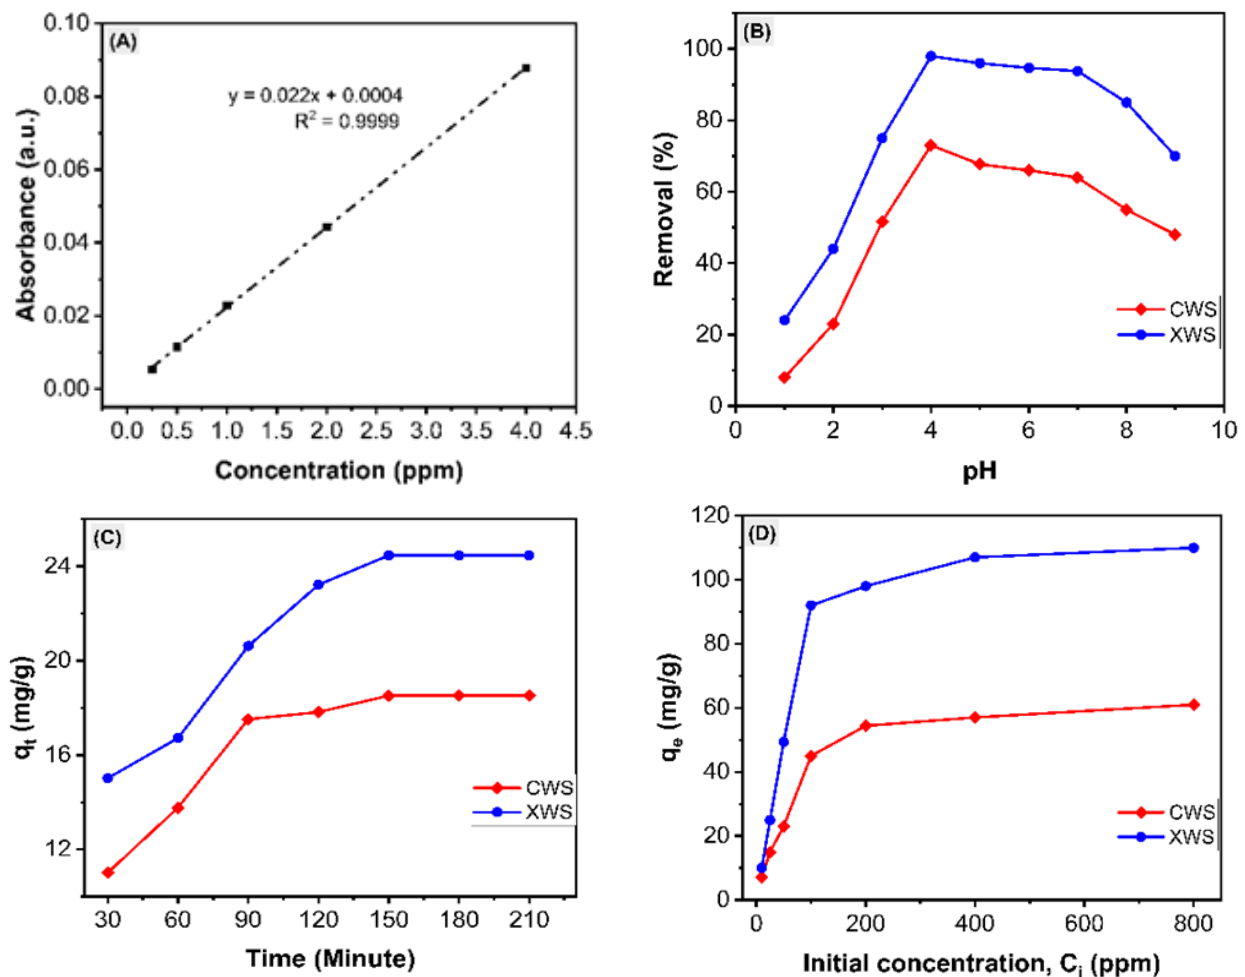 (A)
y = 0.022x + 0.0004
R² = 0.9999
Absorbance (a.u.)
0.10
0.08
0.06
0.04
0.02
0.00
0.0 0.5 1.0 1.5 2.0 2.5 3.0 3.5 4.0 4.5
Concentration (ppm)
(B)
Removal (%)
100
80
60
40
20
0
CWS
XWS
0 2 4 6 8 10
pH
(C)
qt (mg/g)
24
20
16
12
CWS
XWS
30 60 90 120 150 180 210
Time (Minute)
(D)
qe (mg/g)
120
100
80
60
40
20
0
CWS
XWS
0 200 400 600 800
Initial concentration, Ci (ppm)